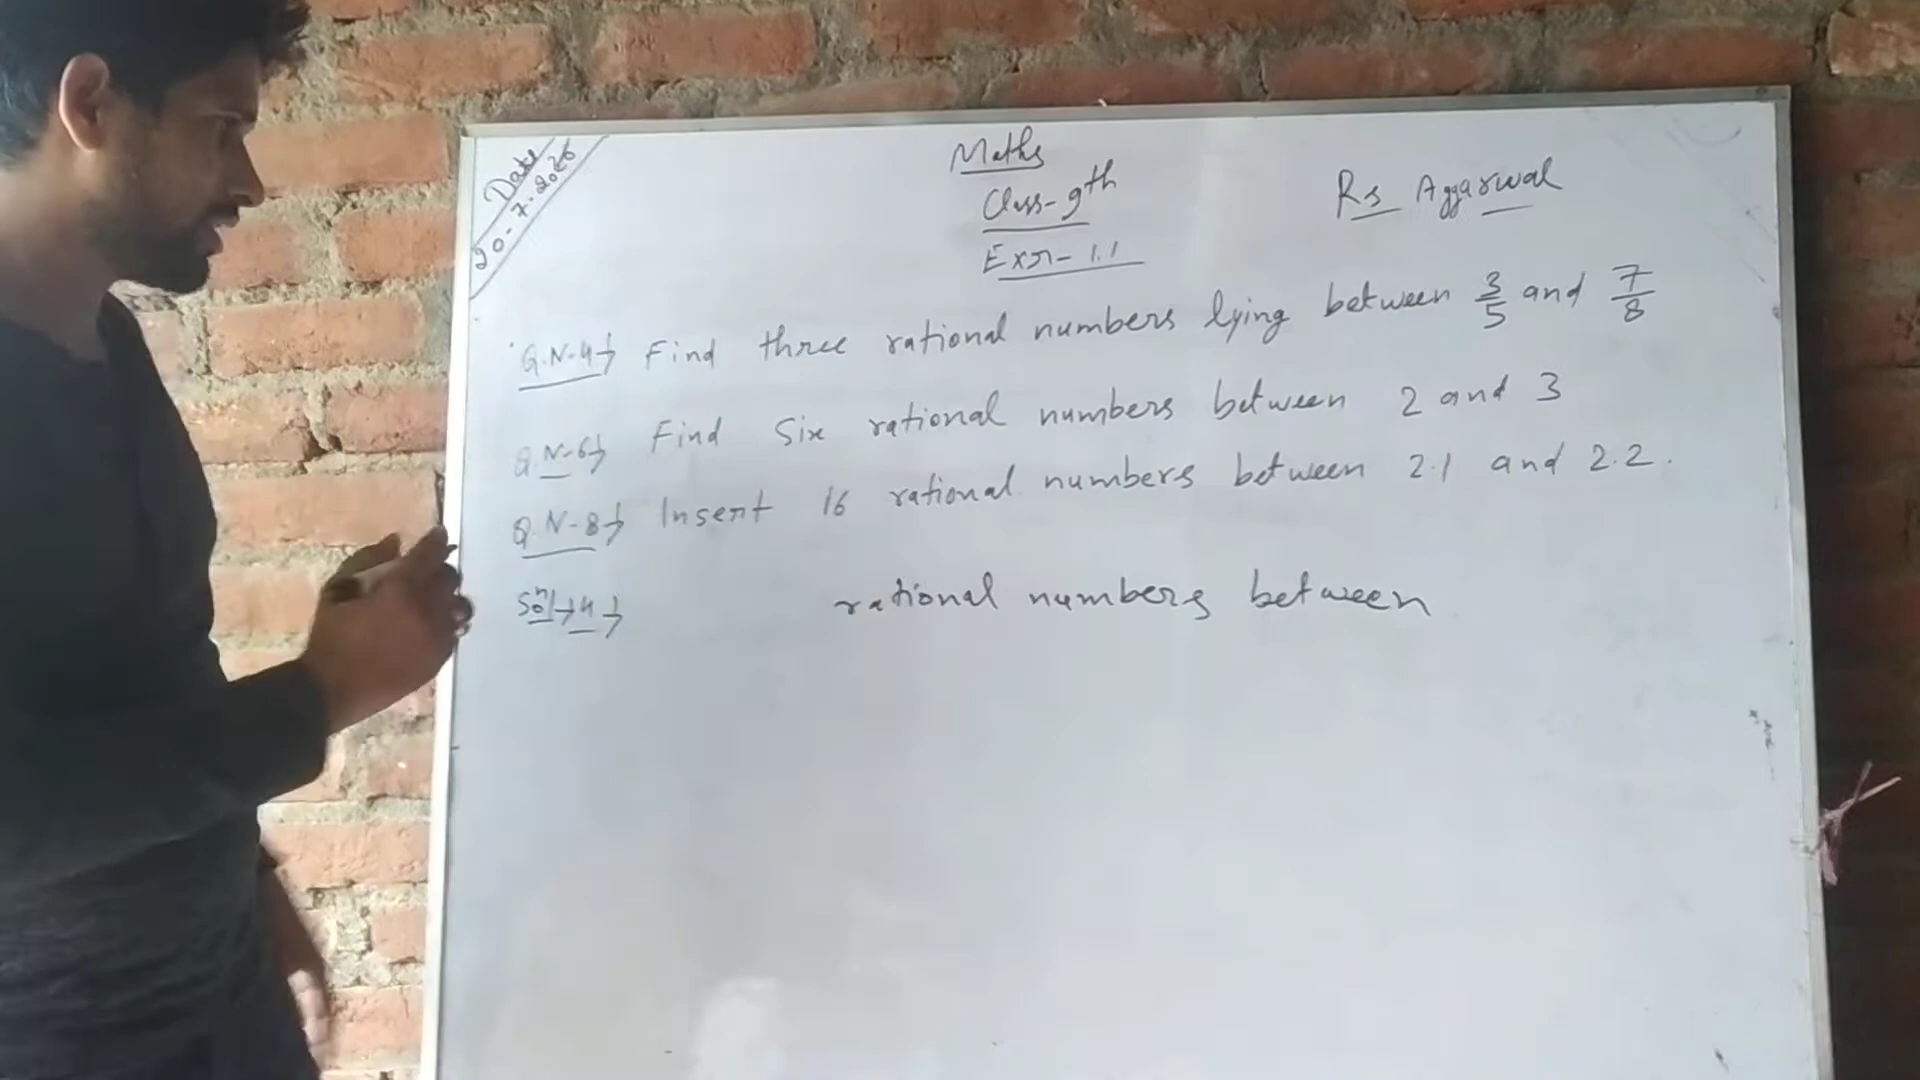 Date
20-7-2020
Maths
Class-9th
Rs Aggarwal
Exr-1.1
Q.N-4→ Find three rational numbers lying between 3/5 and 7/8
Q.N-6→ Find Six rational numbers between 2 and 3
Q.N-8→ Insert 16 rational numbers between 2.1 and 2.2.
Solⁿ→4→ rational numbers between